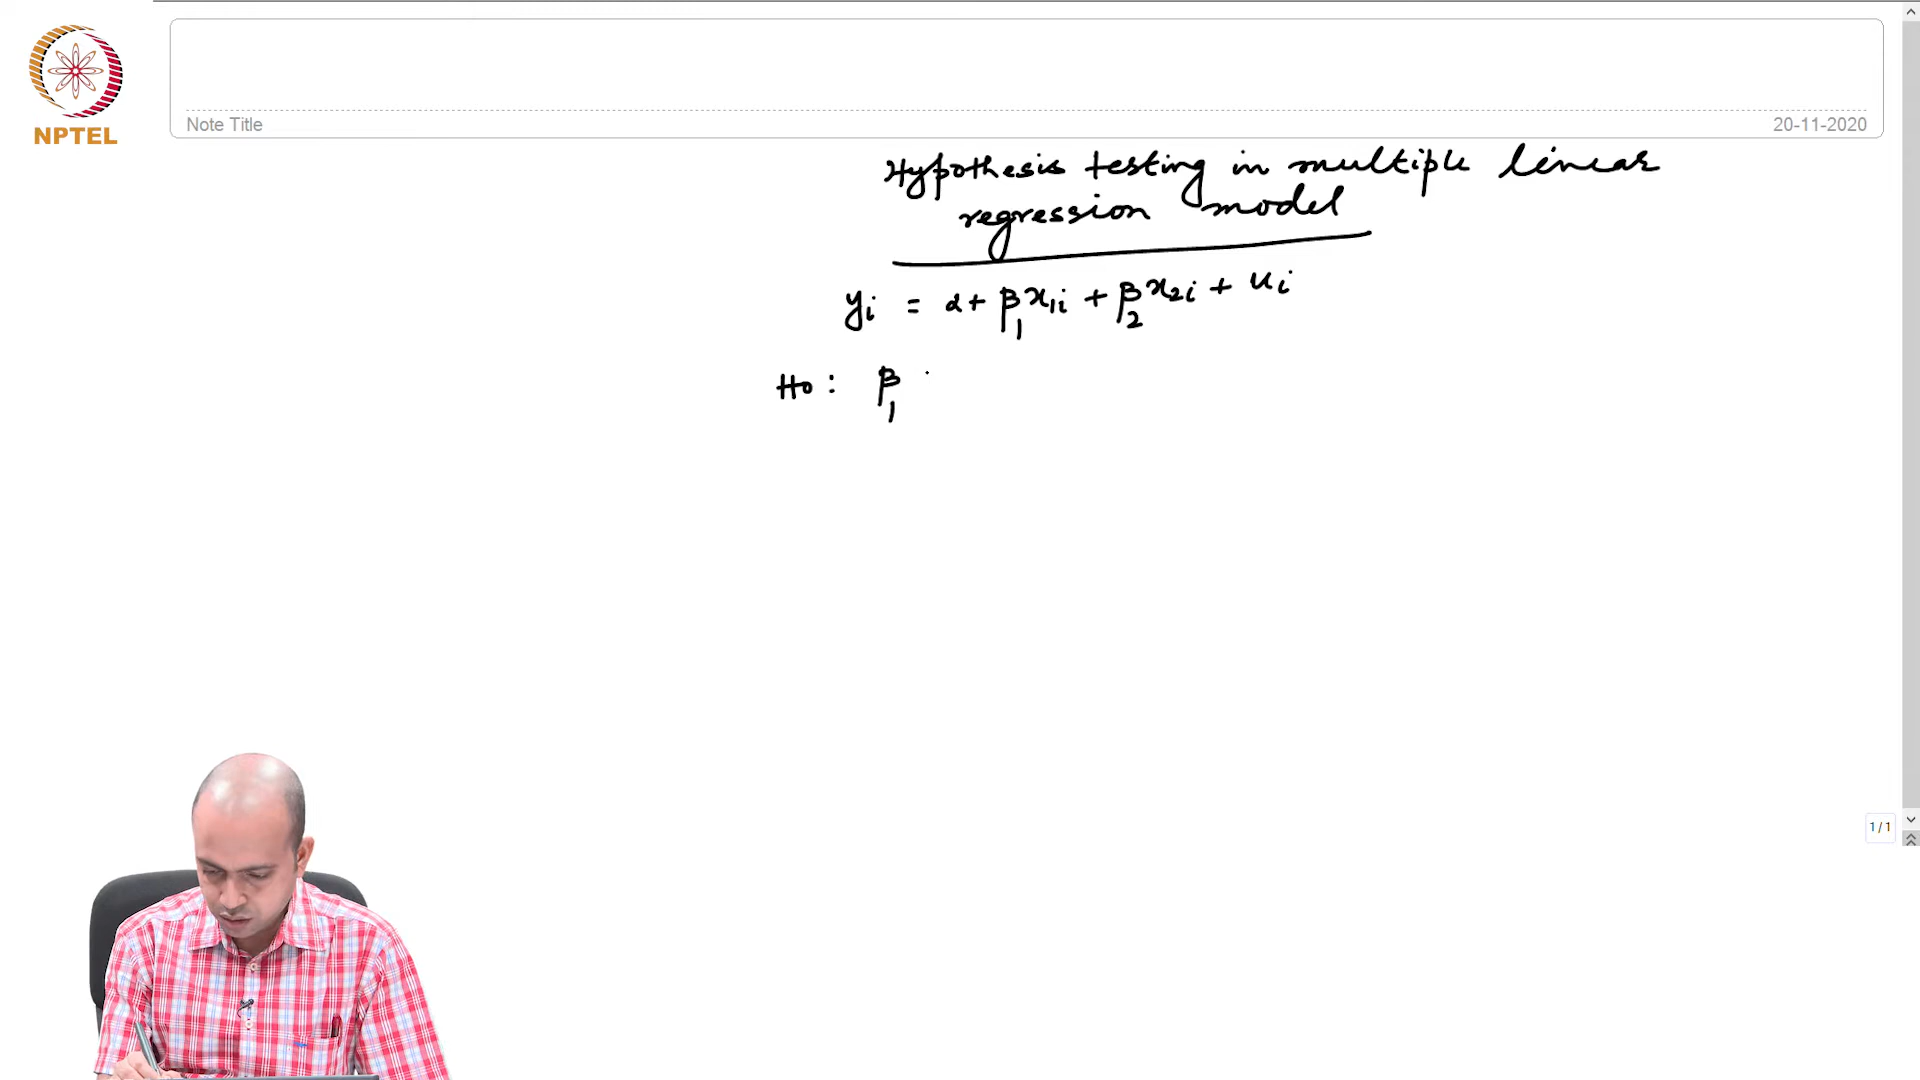 NPTEL
Note Title
20-11-2020
Hypothesis testing in multiple linear
regression model
yi = α + β1x1i + β2x2i + ui
Ho : β1
1 / 1